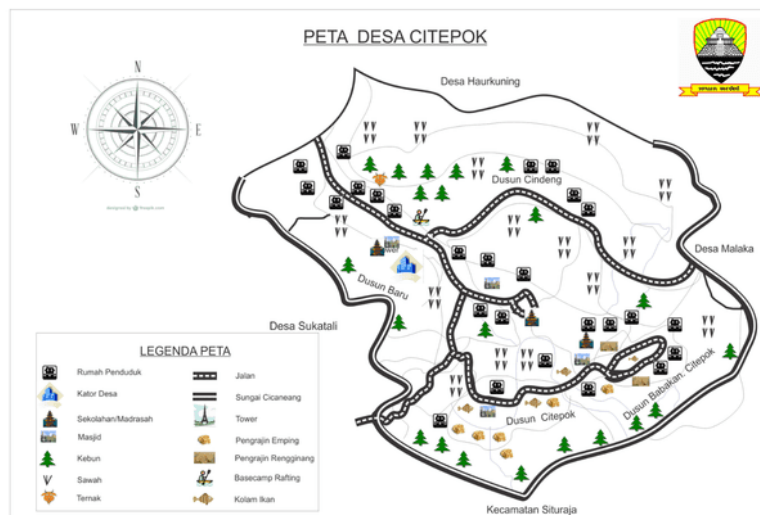 PETA DESA CITEPOK
N
W
E
S
Desa Haurkuning
Dusun Cindeng
Desa Malaka
Dusun Baru
Desa Sukatali
Dusun Babakan. Citepok
Dusun Citepok
Kecamatan Situraja
LEGENDA PETA
Rumah Penduduk
Kator Desa
Sekolahan/Madrasah
Masjid
Kebun
Sawah
Ternak
Jalan
Sungai Cicaneang
Tower
Pengrajin Emping
Pengrajin Rengginang
Basecamp Rafting
Kolam Ikan